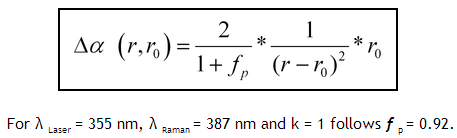 Δα (r,r₀) = 2/(1 + fₚ) * 1/(r − r₀)² * r₀
For λ Laser = 355 nm, λ Raman = 387 nm and k = 1 follows f p = 0.92.